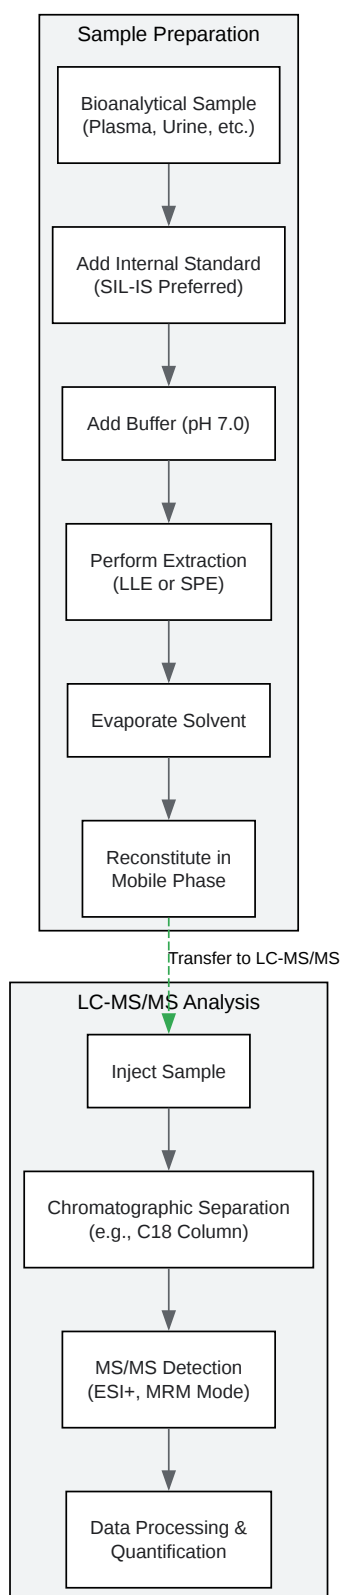 Sample Preparation
Bioanalytical Sample
(Plasma, Urine, etc.)
Add Internal Standard
(SIL-IS Preferred)
Add Buffer (pH 7.0)
Perform Extraction
(LLE or SPE)
Evaporate Solvent
Reconstitute in
Mobile Phase
Transfer to LC-MS/MS
LC-MS/MS Analysis
Inject Sample
Chromatographic Separation
(e.g., C18 Column)
MS/MS Detection
(ESI+, MRM Mode)
Data Processing &
Quantification